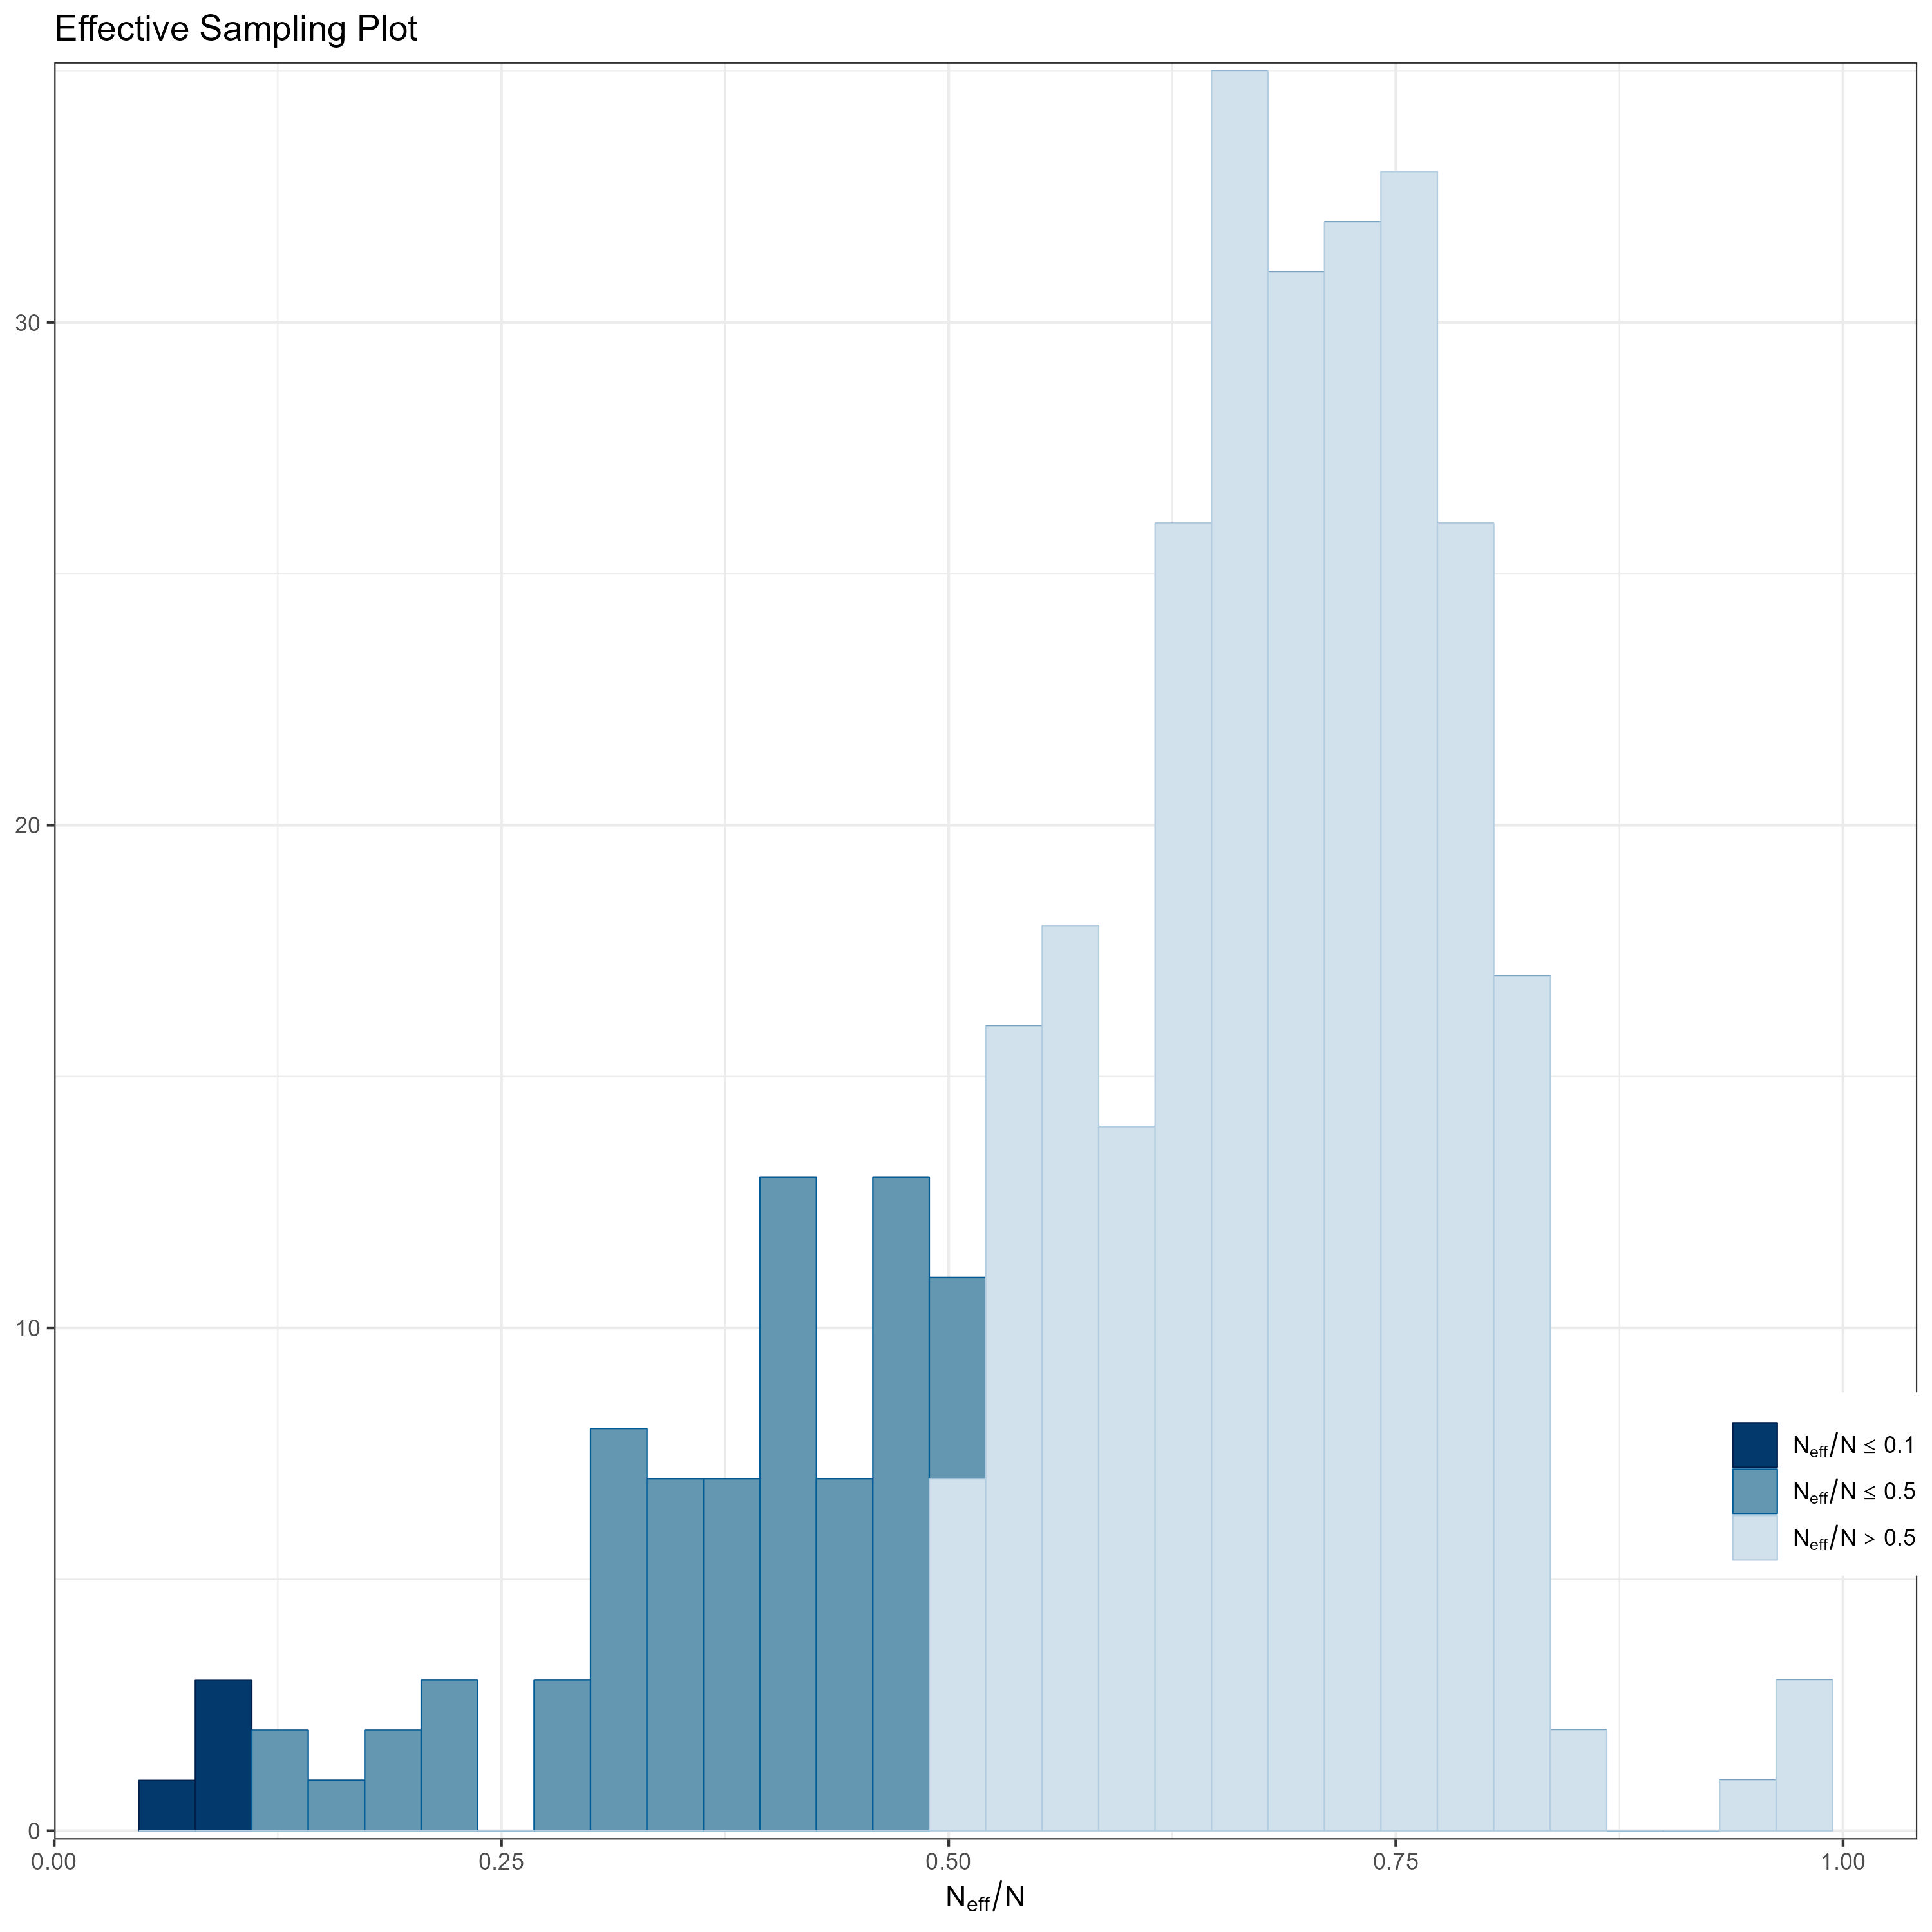 Effective Sampling Plot
30
20
10
0
Neff/N ≤ 0.1
Neff/N ≤ 0.5
Neff/N > 0.5
0.00 0.25 0.50 0.75 1.00
Neff/N